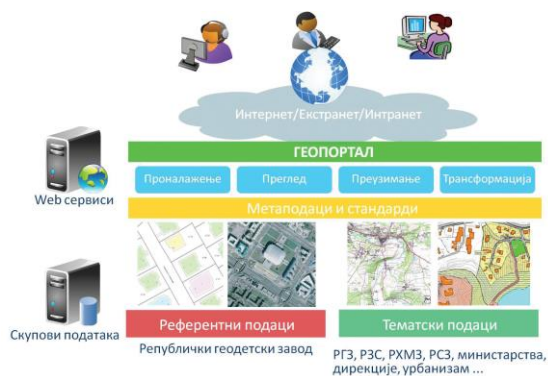 Интернет/Екстранет/Интранет
ГЕОПОРТАЛ
Проналажење
Преглед
Преузимање
Трансформација
Web сервиси
Метаподаци и стандарди
Референтни подаци
Тематски подаци
Скупови података
Републички геодетски завод
РГЗ, РЗС, РХМЗ, РСЗ, министарства,
дирекције, урбанизам ...